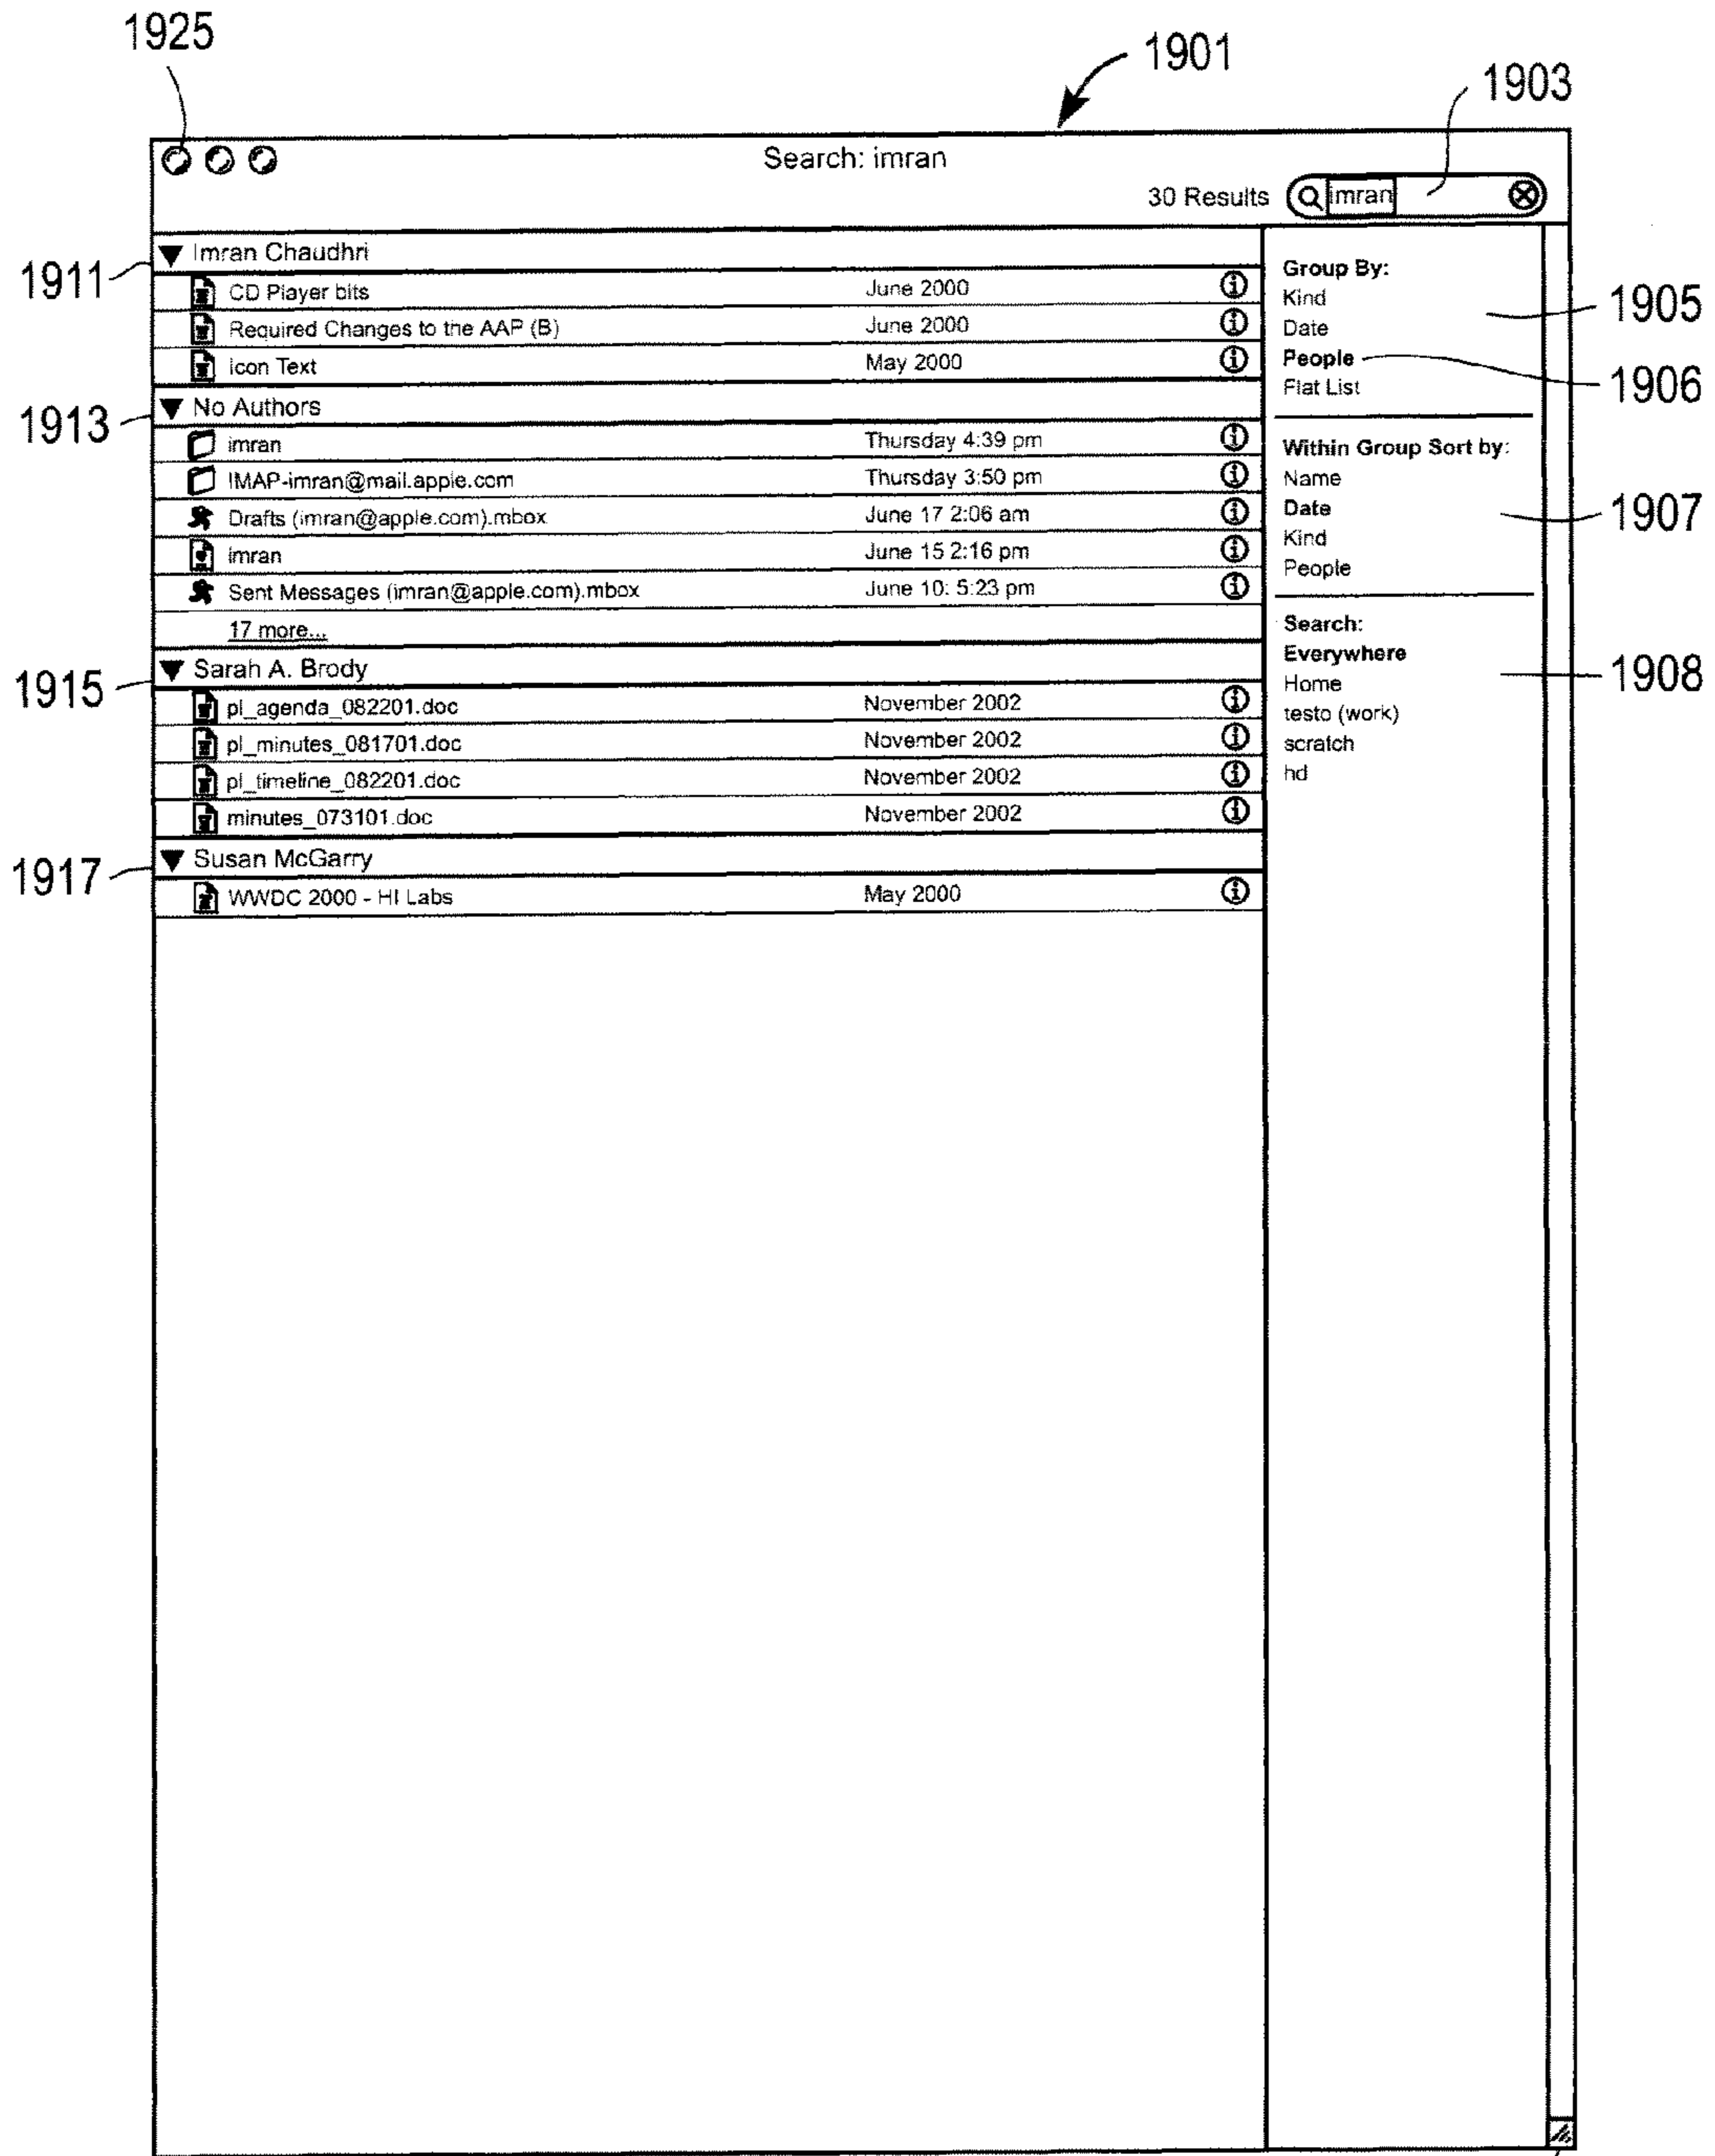 1925
1901
1903
Search: imran
30 Results imran
1911
Imran Chaudhri
CD Player bits June 2000
Required Changes to the AAP (B) June 2000
Icon Text May 2000
1913
No Authors
imran Thursday 4:39 pm
IMAP-imran@mail.apple.com Thursday 3:50 pm
Drafts (imran@apple.com).mbox June 17 2:06 am
imran June 15 2:16 pm
Sent Messages (imran@apple.com).mbox June 10: 5:23 pm
17 more...
1915
Sarah A. Brody
pl_agenda_082201.doc November 2002
pl_minutes_081701.doc November 2002
pl_timeline_082201.doc November 2002
minutes_073101.doc November 2002
1917
Susan McGarry
WWDC 2000 - HI Labs May 2000
Group By:
Kind
Date
People
Flat List
1905
1906
Within Group Sort by:
Name
Date
Kind
People
1907
Search:
Everywhere
Home
testo (work)
scratch
hd
1908